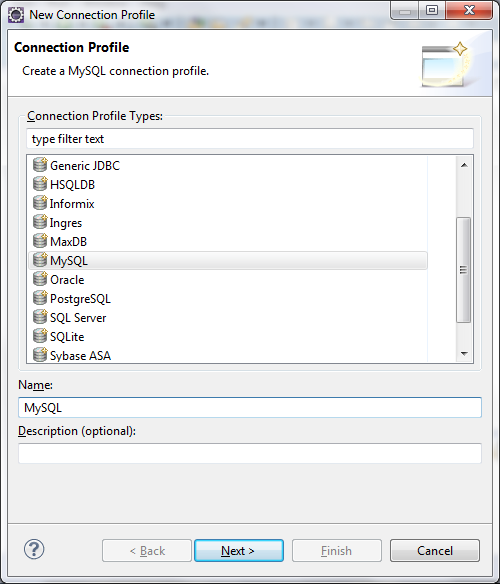 New Connection Profile
Connection Profile
Create a MySQL connection profile.
Connection Profile Types:
type filter text
Generic JDBC
HSQLDB
Informix
Ingres
MaxDB
MySQL
Oracle
PostgreSQL
SQL Server
SQLite
Sybase ASA
Name:
MySQL
Description (optional):
? < Back Next > Finish Cancel